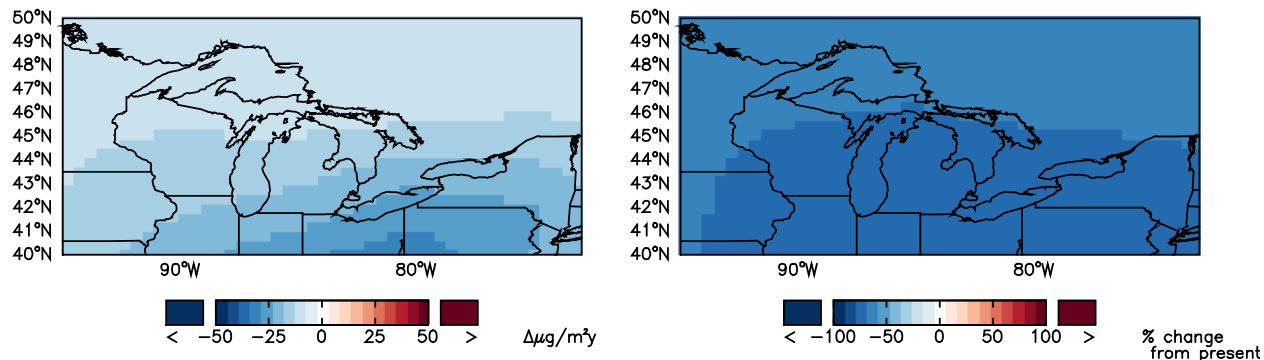 50°N
49°N
48°N
47°N
46°N
45°N
44°N
43°N
42°N
41°N
40°N
90°W 80°W
< −50 −25 0 25 50 > Δµg/m²y
50°N
49°N
48°N
47°N
46°N
45°N
44°N
43°N
42°N
41°N
40°N
90°W 80°W
< −100 −50 0 50 100 > % change
from present